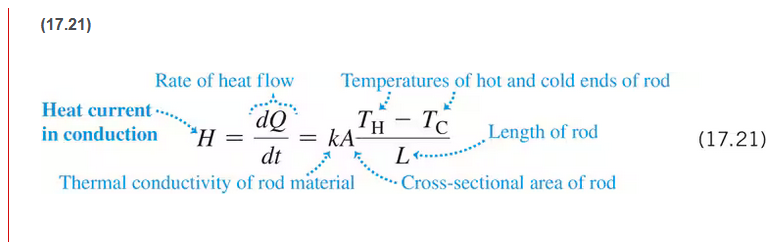 (17.21)
Rate of heat flow Temperatures of hot and cold ends of rod
Heat current
in conduction
H = dQ/dt = kA (T_H − T_C)/L
Length of rod
(17.21)
Thermal conductivity of rod material Cross-sectional area of rod